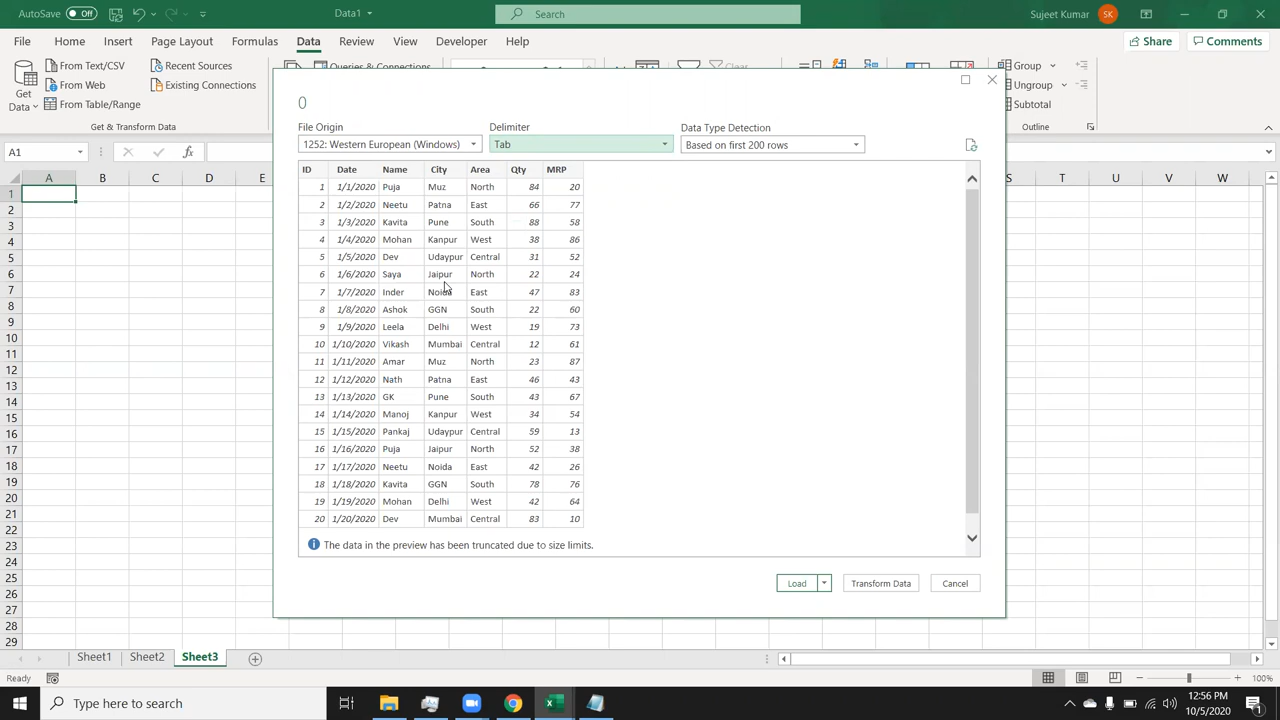 AutoSave Off Data1 Search Sujeet Kumar SK
File Home Insert Page Layout Formulas Data Review View Developer Help Share Comments
Get Data From Text/CSV Recent Sources Queries & Connections Group
From Web Existing Connections Ungroup
From Table/Range Subtotal
Get & Transform Data Outline
A1 fx
0
File Origin Delimiter Data Type Detection
1252: Western European (Windows) Tab Based on first 200 rows
A B C D E S T U V W
ID Date Name City Area Qty MRP
1 1/1/2020 Puja Muz North 84 20
2 1/2/2020 Neetu Patna East 66 77
3 1/3/2020 Kavita Pune South 88 58
4 1/4/2020 Mohan Kanpur West 38 86
5 1/5/2020 Dev Udaypur Central 31 52
6 1/6/2020 Saya Jaipur North 22 24
7 1/7/2020 Inder Noida East 47 83
8 1/8/2020 Ashok GGN South 22 60
9 1/9/2020 Leela Delhi West 19 73
10 1/10/2020 Vikash Mumbai Central 12 61
11 1/11/2020 Amar Muz North 23 87
12 1/12/2020 Nath Patna East 46 43
13 1/13/2020 GK Pune South 43 67
14 1/14/2020 Manoj Kanpur West 34 54
15 1/15/2020 Pankaj Udaypur Central 59 13
16 1/16/2020 Puja Jaipur North 52 38
17 1/17/2020 Neetu Noida East 42 26
18 1/18/2020 Kavita GGN South 78 76
19 1/19/2020 Mohan Delhi West 42 64
20 1/20/2020 Dev Mumbai Central 83 10
The data in the preview has been truncated due to size limits.
Load Transform Data Cancel
1
2
3
4
5
6
7
8
9
10
11
12
13
14
15
16
17
18
19
20
21
22
23
24
25
26
27
28
29
Sheet1 Sheet2 Sheet3
Ready 100%
Type here to search 12:56 PM
10/5/2020